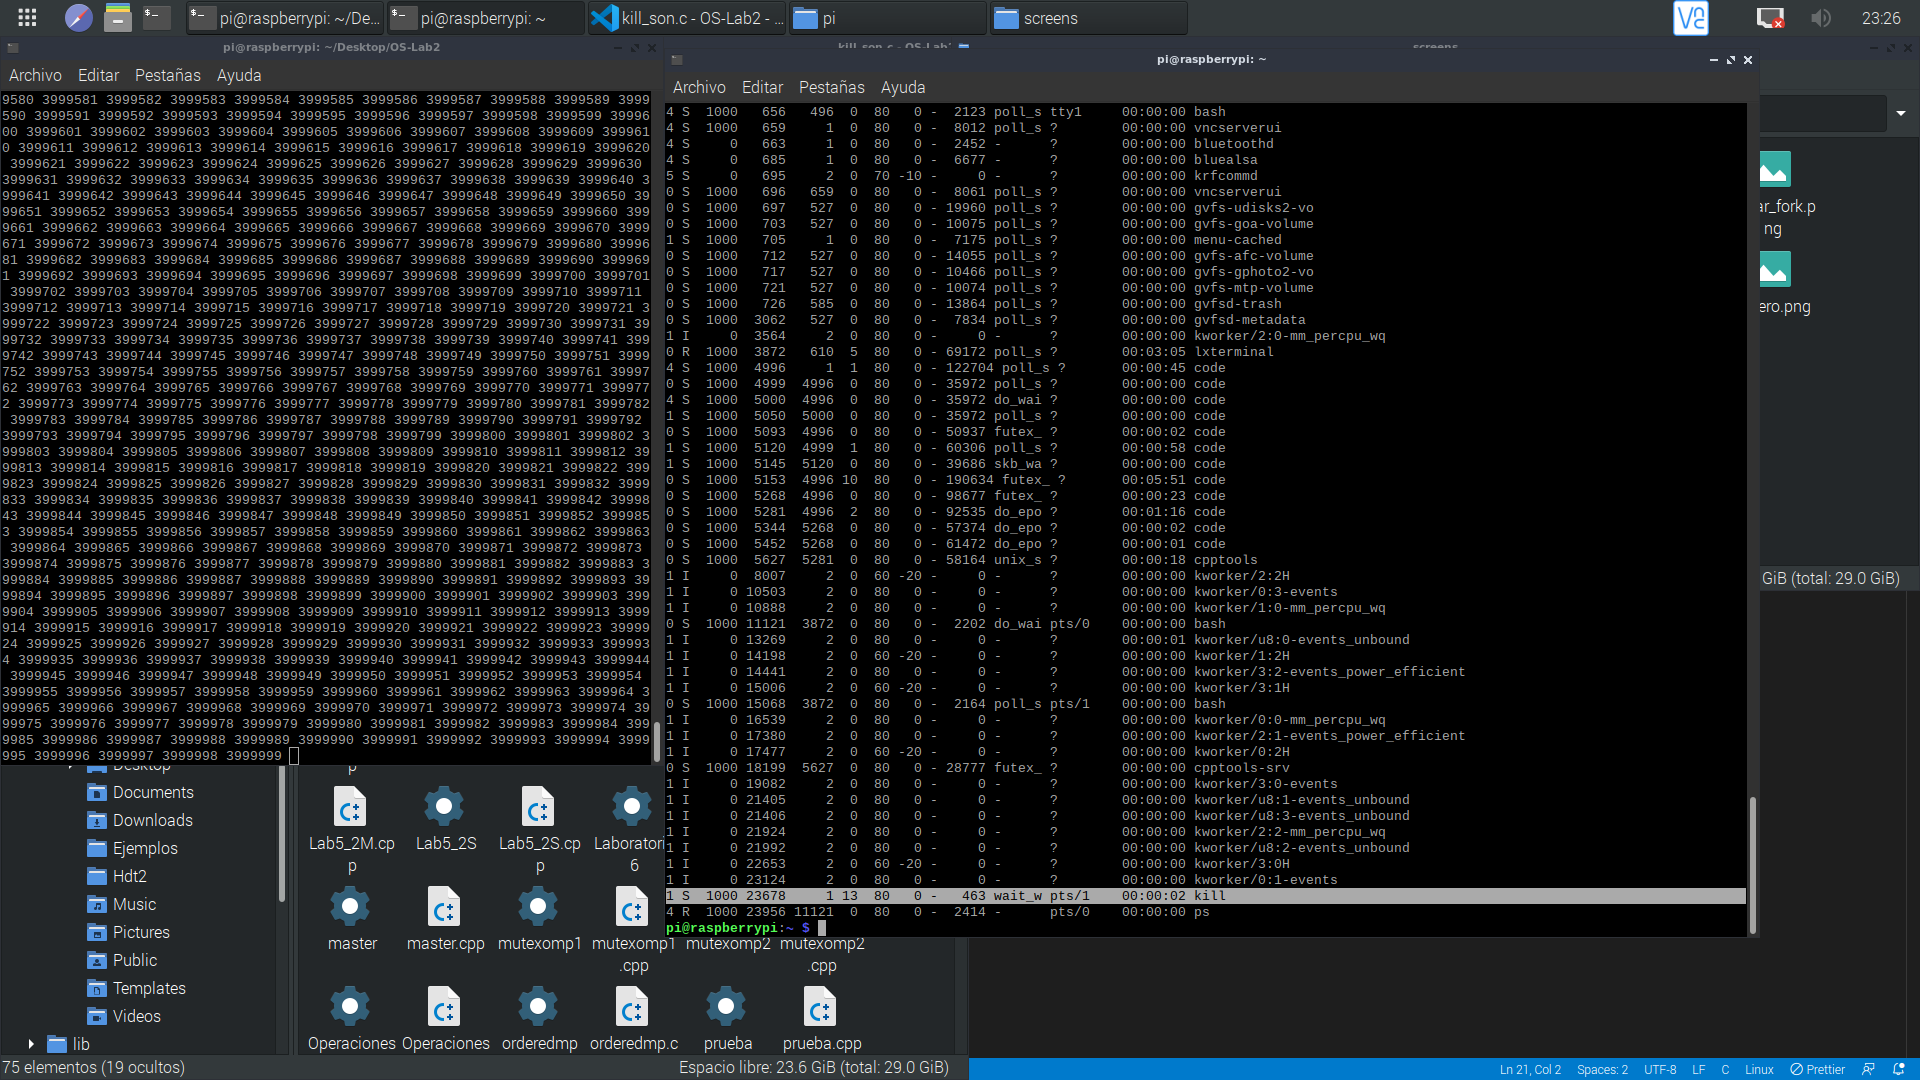 pi@raspberrypi: ~/De...
pi@raspberrypi: ~
kill_son.c - OS-Lab2 - ...
pi
screens
23:26
pi@raspberrypi: ~/Desktop/OS-Lab2
Archivo Editar Pestañas Ayuda
9580 3999581 3999582 3999583 3999584 3999585 3999586 3999587 3999588 3999589 3999
590 3999591 3999592 3999593 3999594 3999595 3999596 3999597 3999598 3999599 39996
00 3999601 3999602 3999603 3999604 3999605 3999606 3999607 3999608 3999609 399961
0 3999611 3999612 3999613 3999614 3999615 3999616 3999617 3999618 3999619 3999620
 3999621 3999622 3999623 3999624 3999625 3999626 3999627 3999628 3999629 3999630
3999631 3999632 3999633 3999634 3999635 3999636 3999637 3999638 3999639 3999640 3
999641 3999642 3999643 3999644 3999645 3999646 3999647 3999648 3999649 3999650 39
99651 3999652 3999653 3999654 3999655 3999656 3999657 3999658 3999659 3999660 399
9661 3999662 3999663 3999664 3999665 3999666 3999667 3999668 3999669 3999670 3999
671 3999672 3999673 3999674 3999675 3999676 3999677 3999678 3999679 3999680 39996
81 3999682 3999683 3999684 3999685 3999686 3999687 3999688 3999689 3999690 399969
1 3999692 3999693 3999694 3999695 3999696 3999697 3999698 3999699 3999700 3999701
 3999702 3999703 3999704 3999705 3999706 3999707 3999708 3999709 3999710 3999711
3999712 3999713 3999714 3999715 3999716 3999717 3999718 3999719 3999720 3999721 3
999722 3999723 3999724 3999725 3999726 3999727 3999728 3999729 3999730 3999731 39
99732 3999733 3999734 3999735 3999736 3999737 3999738 3999739 3999740 3999741 399
9742 3999743 3999744 3999745 3999746 3999747 3999748 3999749 3999750 3999751 3999
752 3999753 3999754 3999755 3999756 3999757 3999758 3999759 3999760 3999761 39997
62 3999763 3999764 3999765 3999766 3999767 3999768 3999769 3999770 3999771 399977
2 3999773 3999774 3999775 3999776 3999777 3999778 3999779 3999780 3999781 3999782
 3999783 3999784 3999785 3999786 3999787 3999788 3999789 3999790 3999791 3999792
3999793 3999794 3999795 3999796 3999797 3999798 3999799 3999800 3999801 3999802 3
999803 3999804 3999805 3999806 3999807 3999808 3999809 3999810 3999811 3999812 39
99813 3999814 3999815 3999816 3999817 3999818 3999819 3999820 3999821 3999822 399
9823 3999824 3999825 3999826 3999827 3999828 3999829 3999830 3999831 3999832 3999
833 3999834 3999835 3999836 3999837 3999838 3999839 3999840 3999841 3999842 39998
43 3999844 3999845 3999846 3999847 3999848 3999849 3999850 3999851 3999852 399985
3 3999854 3999855 3999856 3999857 3999858 3999859 3999860 3999861 3999862 3999863
 3999864 3999865 3999866 3999867 3999868 3999869 3999870 3999871 3999872 3999873
3999874 3999875 3999876 3999877 3999878 3999879 3999880 3999881 3999882 3999883 3
999884 3999885 3999886 3999887 3999888 3999889 3999890 3999891 3999892 3999893 39
99894 3999895 3999896 3999897 3999898 3999899 3999900 3999901 3999902 3999903 399
9904 3999905 3999906 3999907 3999908 3999909 3999910 3999911 3999912 3999913 3999
914 3999915 3999916 3999917 3999918 3999919 3999920 3999921 3999922 3999923 39999
24 3999925 3999926 3999927 3999928 3999929 3999930 3999931 3999932 3999933 399993
4 3999935 3999936 3999937 3999938 3999939 3999940 3999941 3999942 3999943 3999944
 3999945 3999946 3999947 3999948 3999949 3999950 3999951 3999952 3999953 3999954
3999955 3999956 3999957 3999958 3999959 3999960 3999961 3999962 3999963 3999964 3
999965 3999966 3999967 3999968 3999969 3999970 3999971 3999972 3999973 3999974 39
99975 3999976 3999977 3999978 3999979 3999980 3999981 3999982 3999983 3999984 399
9985 3999986 3999987 3999988 3999989 3999990 3999991 3999992 3999993 3999994 3999
995 3999996 3999997 3999998 3999999
pi@raspberrypi: ~
Archivo Editar Pestañas Ayuda
4 S 1000 656 496 0 80 0 - 2123 poll_s tty1 00:00:00 bash
4 S 1000 659 1 0 80 0 - 8012 poll_s ? 00:00:00 vncserverui
4 S 0 663 1 0 80 0 - 2452 - ? 00:00:00 bluetoothd
4 S 0 685 1 0 80 0 - 6677 - ? 00:00:00 bluealsa
5 S 0 695 2 0 70 -10 - 0 - ? 00:00:00 krfcommd
0 S 1000 696 659 0 80 0 - 8061 poll_s ? 00:00:00 vncserverui
0 S 1000 697 527 0 80 0 - 19960 poll_s ? 00:00:00 gvfs-udisks2-vo
0 S 1000 703 527 0 80 0 - 10075 poll_s ? 00:00:00 gvfs-goa-volume
1 S 1000 705 1 0 80 0 - 7175 poll_s ? 00:00:00 menu-cached
0 S 1000 712 527 0 80 0 - 14055 poll_s ? 00:00:00 gvfs-afc-volume
0 S 1000 717 527 0 80 0 - 10466 poll_s ? 00:00:00 gvfs-gphoto2-vo
0 S 1000 721 527 0 80 0 - 10074 poll_s ? 00:00:00 gvfs-mtp-volume
0 S 1000 726 585 0 80 0 - 13864 poll_s ? 00:00:00 gvfsd-trash
0 S 1000 3062 527 0 80 0 - 7834 poll_s ? 00:00:00 gvfsd-metadata
1 I 0 3564 2 0 80 0 - 0 - ? 00:00:00 kworker/2:0-mm_percpu_wq
0 R 1000 3872 610 5 80 0 - 69172 poll_s ? 00:03:05 lxterminal
4 S 1000 4996 1 1 80 0 - 122704 poll_s ? 00:00:45 code
0 S 1000 4999 4996 0 80 0 - 35972 poll_s ? 00:00:00 code
4 S 1000 5000 4996 0 80 0 - 35972 do_wai ? 00:00:00 code
1 S 1000 5050 5000 0 80 0 - 35972 poll_s ? 00:00:00 code
0 S 1000 5093 4996 0 80 0 - 50937 futex_ ? 00:00:02 code
1 S 1000 5120 4999 1 80 0 - 60306 poll_s ? 00:00:58 code
1 S 1000 5145 5120 0 80 0 - 39686 skb_wa ? 00:00:00 code
0 S 1000 5153 4996 10 80 0 - 190634 futex_ ? 00:05:51 code
0 S 1000 5268 4996 0 80 0 - 98677 futex_ ? 00:00:23 code
0 S 1000 5281 4996 2 80 0 - 92535 do_epo ? 00:01:16 code
0 S 1000 5344 5268 0 80 0 - 57374 do_epo ? 00:00:02 code
0 S 1000 5452 5268 0 80 0 - 61472 do_epo ? 00:00:01 code
0 S 1000 5627 5281 0 80 0 - 58164 unix_s ? 00:00:18 cpptools
1 I 0 8007 2 0 60 -20 - 0 - ? 00:00:00 kworker/2:2H
1 I 0 10503 2 0 80 0 - 0 - ? 00:00:00 kworker/0:3-events
1 I 0 10888 2 0 80 0 - 0 - ? 00:00:00 kworker/1:0-mm_percpu_wq
0 S 1000 11121 3872 0 80 0 - 2202 do_wai pts/0 00:00:00 bash
1 I 0 13269 2 0 80 0 - 0 - ? 00:00:01 kworker/u8:0-events_unbound
1 I 0 14198 2 0 60 -20 - 0 - ? 00:00:00 kworker/1:2H
1 I 0 14441 2 0 80 0 - 0 - ? 00:00:00 kworker/3:2-events_power_efficient
1 I 0 15006 2 0 60 -20 - 0 - ? 00:00:00 kworker/3:1H
0 S 1000 15068 3872 0 80 0 - 2164 poll_s pts/1 00:00:00 bash
1 I 0 16539 2 0 80 0 - 0 - ? 00:00:00 kworker/0:0-mm_percpu_wq
1 I 0 17380 2 0 80 0 - 0 - ? 00:00:00 kworker/2:1-events_power_efficient
1 I 0 17477 2 0 60 -20 - 0 - ? 00:00:00 kworker/0:2H
0 S 1000 18199 5627 0 80 0 - 28777 futex_ ? 00:00:00 cpptools-srv
1 I 0 19082 2 0 80 0 - 0 - ? 00:00:00 kworker/3:0-events
1 I 0 21405 2 0 80 0 - 0 - ? 00:00:00 kworker/u8:1-events_unbound
1 I 0 21406 2 0 80 0 - 0 - ? 00:00:00 kworker/u8:3-events_unbound
1 I 0 21924 2 0 80 0 - 0 - ? 00:00:00 kworker/2:2-mm_percpu_wq
1 I 0 21992 2 0 80 0 - 0 - ? 00:00:00 kworker/u8:2-events_unbound
1 I 0 22653 2 0 60 -20 - 0 - ? 00:00:00 kworker/3:0H
1 I 0 23124 2 0 80 0 - 0 - ? 00:00:00 kworker/0:1-events
1 S 1000 23678 1 13 80 0 - 463 wait_w pts/1 00:00:02 kill
4 R 1000 23956 11121 0 80 0 - 2414 - pts/0 00:00:00 ps
pi@raspberrypi:~ $
ar_fork.p
ng
ero.png
GiB (total: 29.0 GiB)
Desktop
Documents
Downloads
Ejemplos
Hdt2
Music
Pictures
Public
Templates
Videos
lib
p
Lab5_2M.cp
p
Lab5_2S
Lab5_2S.cp
p
Laboratori
6
master
master.cpp
mutexomp1
mutexomp1
.cpp
mutexomp2
mutexomp2
.cpp
Operaciones
Operaciones
orderedmp
orderedmp.c
prueba
prueba.cpp
75 elementos (19 ocultos)
Espacio libre: 23.6 GiB (total: 29.0 GiB)
Ln 21, Col 2 Spaces: 2 UTF-8 LF C Linux Prettier